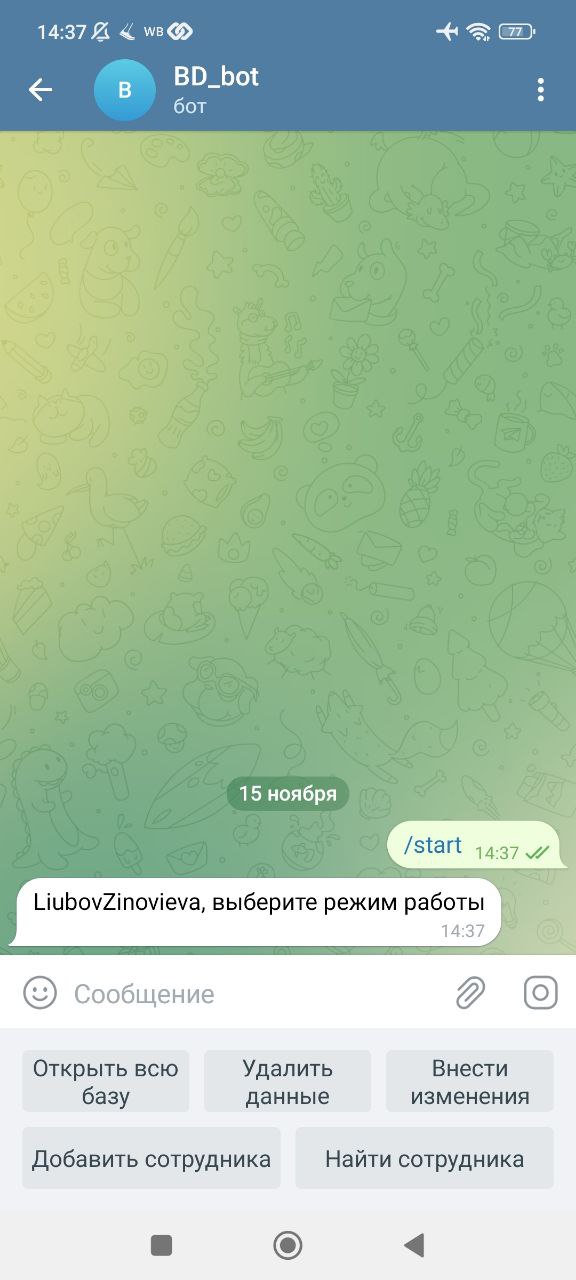 14:37 WB 77
B
BD_bot
бот
15 ноября
/start 14:37
LiubovZinovieva, выберите режим работы
14:37
Сообщение
Открыть всю
базу
Удалить
данные
Внести
изменения
Добавить сотрудника
Найти сотрудника